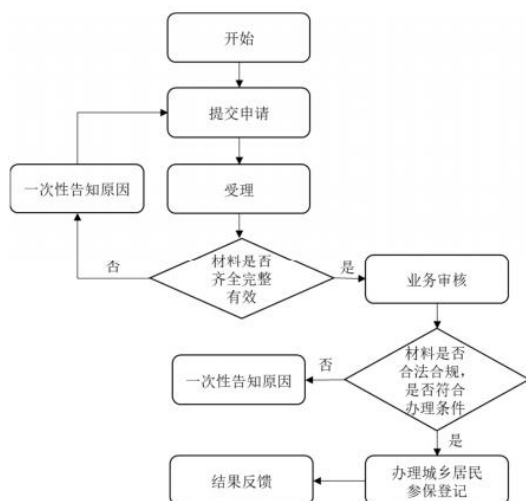 开始
提交申请
一次性告知原因
受理
材料是否
齐全完整
有效
否
是
业务审核
材料是否
合法合规，
是否符合
办理条件
否
一次性告知原因
是
办理城乡居民
参保登记
结果反馈